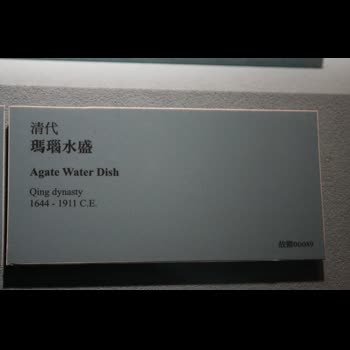 清代
瑪瑙水盛
Agate Water Dish
Qing dynasty
1644 - 1911 C.E.